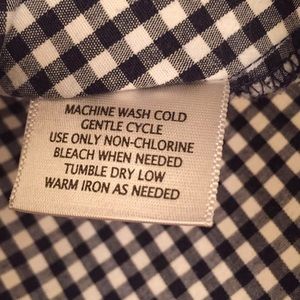 MACHINE WASH COLD
GENTLE CYCLE
USE ONLY NON-CHLORINE
BLEACH WHEN NEEDED
TUMBLE DRY LOW
WARM IRON AS NEEDED